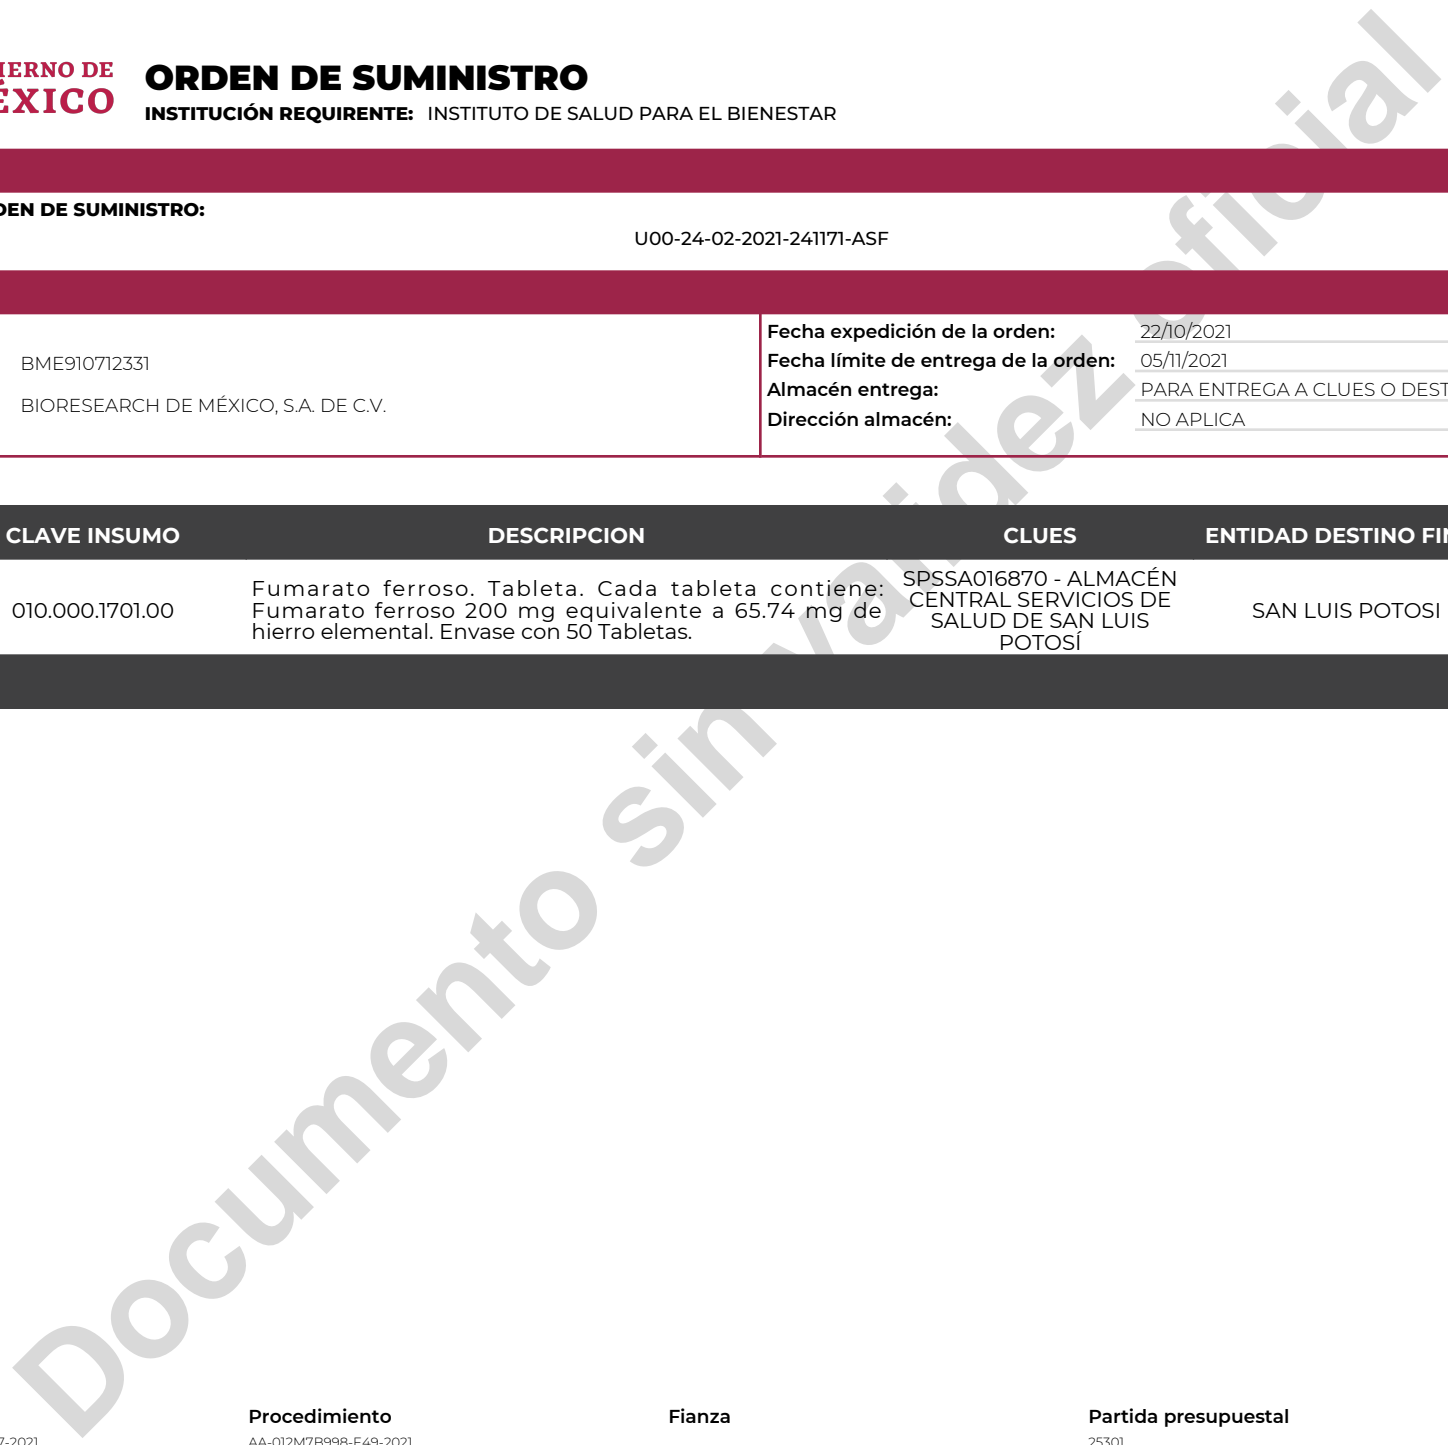 DE
ORDEN DE SUMINISTRO
INSTITUCIÓN REQUIRENTE: INSTITUTO DE SALUD PARA EL BIENESTAR
DE SUMINISTRO:
U00-24-02-2021-241171-ASF
Fecha expedición de la orden: 22/10/2021
BME910712331
Fecha límite de entrega de la orden: 05/11/2021
Almacén entrega: PARA ENTREGA A CLUES O
BIORESEARCH DE MÉXICO, S.A. DE C.V.
Dirección almacén: NO APLICA
CLAVE INSUMO DESCRIPCION CLUES ENTIDAD DESTINO
010.000.1701.00
Fumarato ferroso. Tableta. Cada tableta contiene:
Fumarato ferroso 200 mg equivalente a 65.74 mg de
hierro elemental. Envase con 50 Tabletas.
SPSSA016870 - ALMACÉN
CENTRAL SERVICIOS DE
SALUD DE SAN LUIS
POTOSÍ
SAN LUIS POTOSI
Documento sin validez oficial
Procedimiento Fianza Partida presupuestal
AA-012M7B998-E49-2021 25301